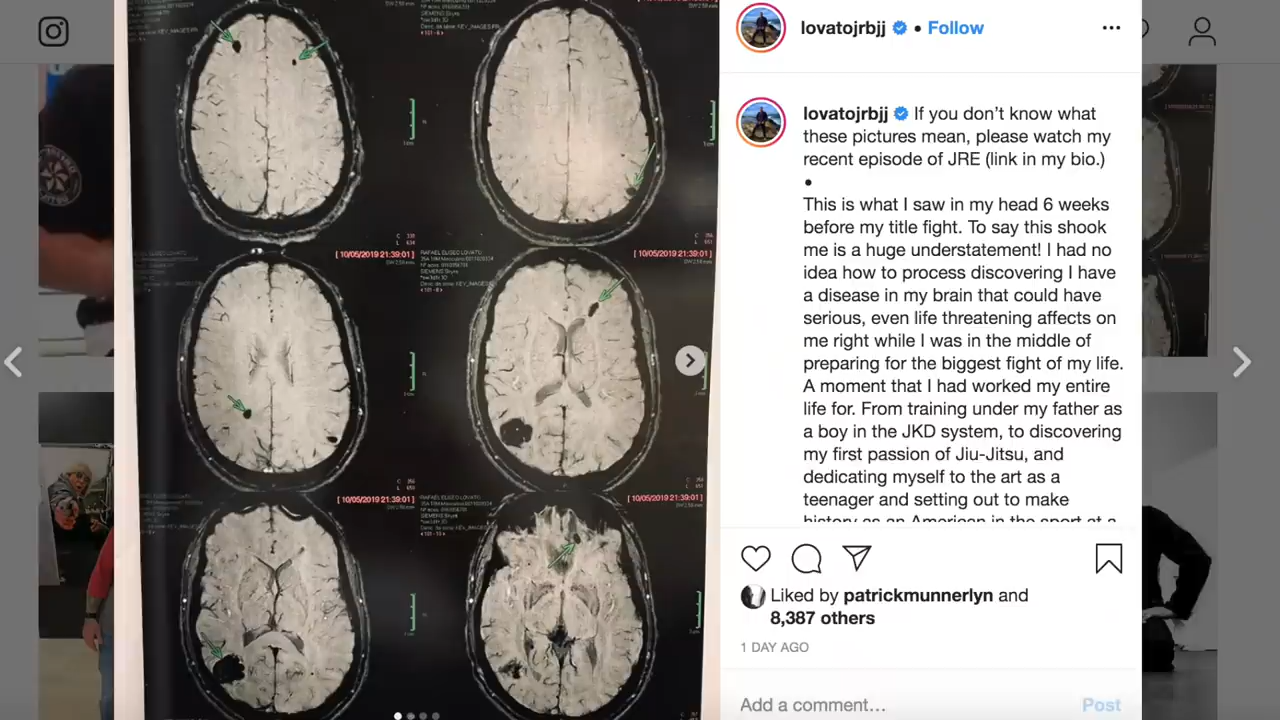 lovatojrbjj • Follow
lovatojrbjj If you don’t know what
these pictures mean, please watch my
recent episode of JRE (link in my bio.)
•
This is what I saw in my head 6 weeks
before my title fight. To say this shook
me is a huge understatement! I had no
idea how to process discovering I have
a disease in my brain that could have
serious, even life threatening affects on
me right while I was in the middle of
preparing for the biggest fight of my life.
A moment that I had worked my entire
life for. From training under my father as
a boy in the JKD system, to discovering
my first passion of Jiu-Jitsu, and
dedicating myself to the art as a
teenager and setting out to make
history as an American in the sport at a
Liked by patrickmunnerlyn and
8,387 others
1 DAY AGO
Add a comment… Post
[ 10/05/2019 21:39:01 ]
[ 10/05/2019 21:39:01 ]
[ 10/05/2019 21:39:01 ]
[ 10/05/2019 21:39:01 ]